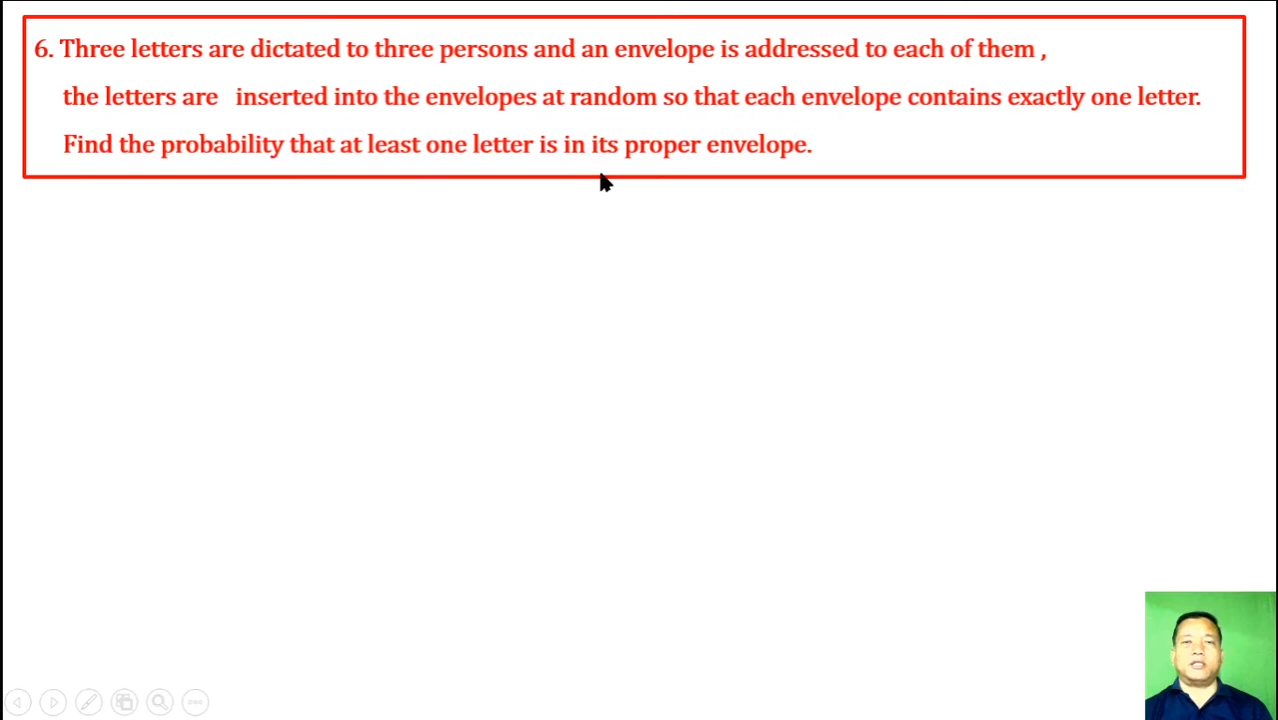 6. Three letters are dictated to three persons and an envelope is addressed to each of them ,
the letters are inserted into the envelopes at random so that each envelope contains exactly one letter.
Find the probability that at least one letter is in its proper envelope.